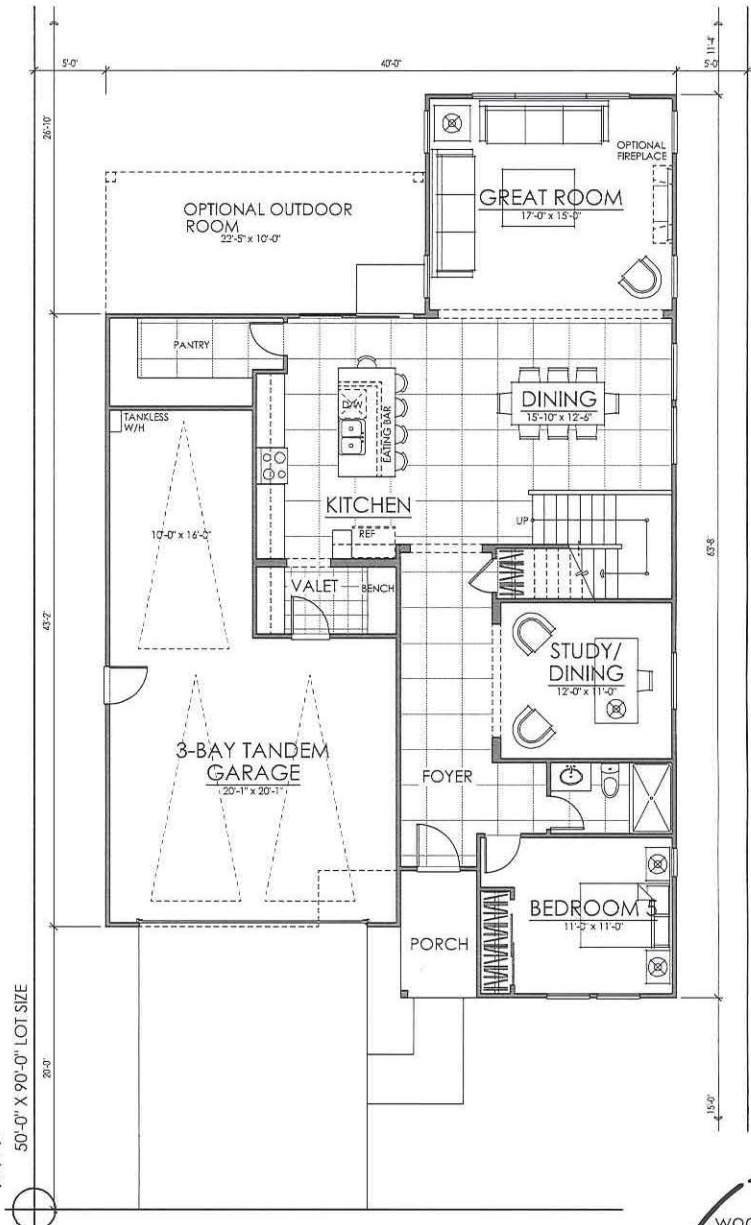 11'-4"
5'-0"
40'-0"
5'-0"
26'-10"
OPTIONAL
FIREPLACE
GREAT ROOM
17'-0" x 15'-0"
OPTIONAL OUTDOOR
ROOM
22'-5" x 10'-0"
PANTRY
TANKLESS
W/H
D/W
EATING BAR
DINING
15'-10" x 12'-6"
KITCHEN
REF
UP
10'-0" x 16'-0"
VALET
BENCH
63'-8"
43'-2"
STUDY/
DINING
12'-0" x 11'-0"
3-BAY TANDEM
GARAGE
20'-1" x 20'-1"
FOYER
BEDROOM 5
11'-0" x 11'-0"
PORCH
50'-0" X 90'-0" LOT SIZE
20'-0"
15'-0"